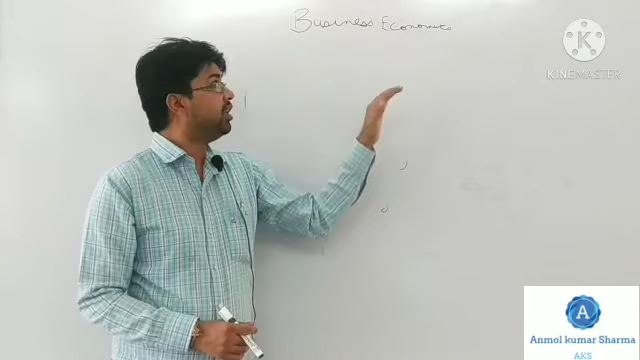 Business Economics
KINEMASTER
A
Anmol kumar Sharma
AKS